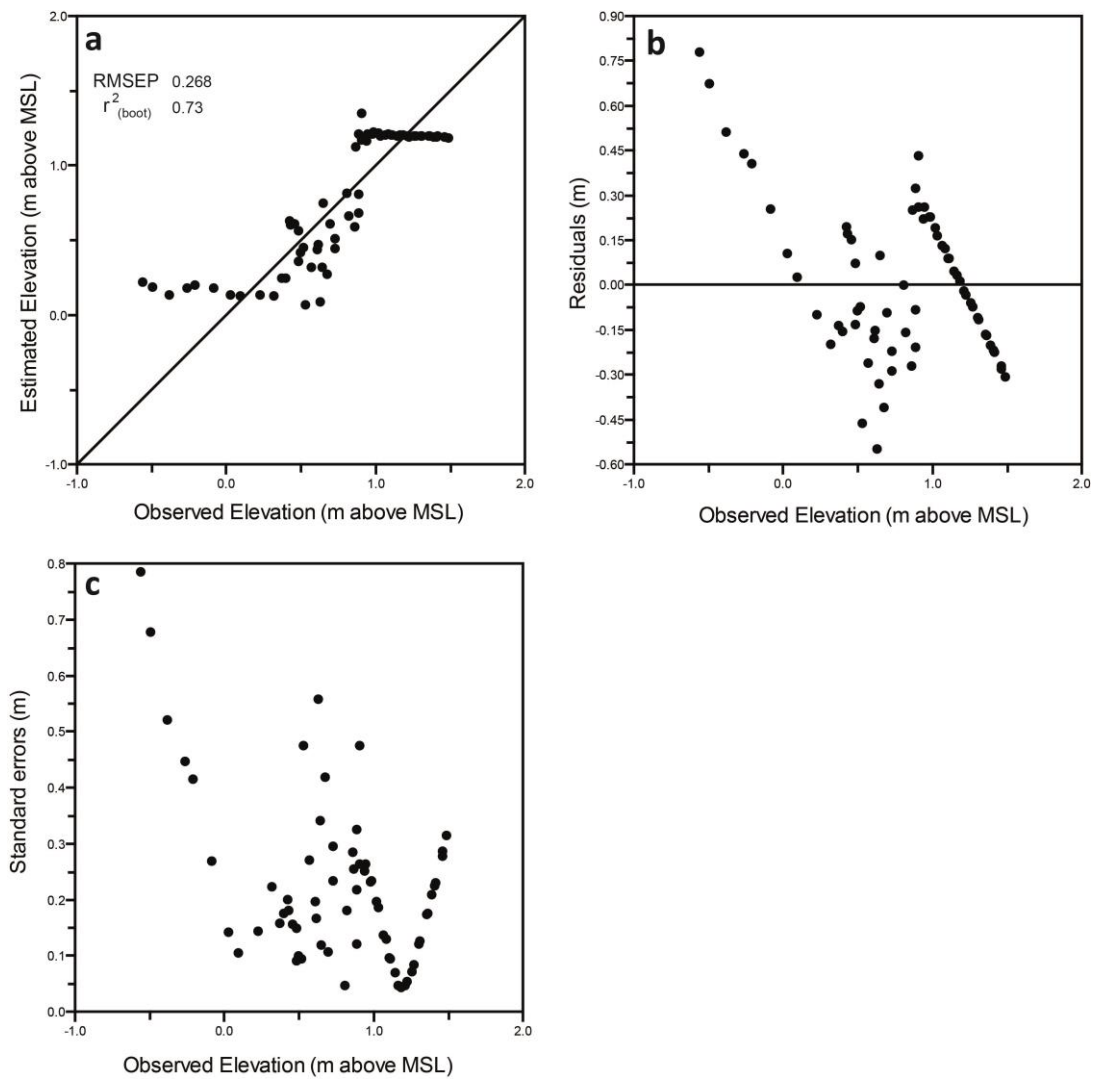 a
RMSEP 0.268
r2(boot) 0.73
Estimated Elevation (m above MSL)
2.0
1.0
0.0
-1.0
-1.0 0.0 1.0 2.0
Observed Elevation (m above MSL)
b
Residuals (m)
0.90
0.75
0.60
0.45
0.30
0.15
0.00
-0.15
-0.30
-0.45
-0.60
-1.0 0.0 1.0 2.0
Observed Elevation (m above MSL)
c
Standard errors (m)
0.8
0.7
0.6
0.5
0.4
0.3
0.2
0.1
0.0
-1.0 0.0 1.0 2.0
Observed Elevation (m above MSL)